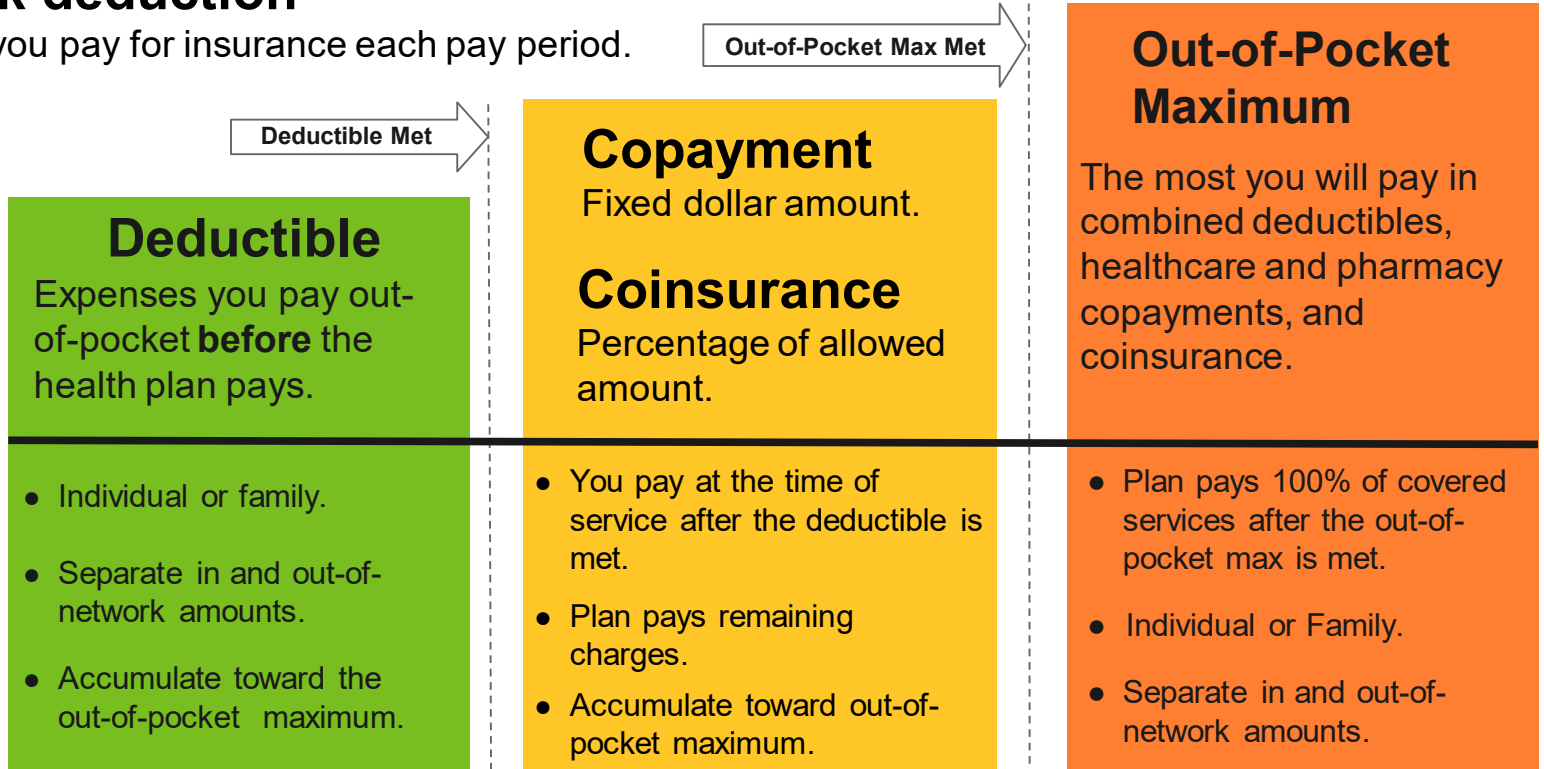 deduction
you pay for insurance each pay period.
Out-of-Pocket Max Met
Deductible Met
Deductible
Expenses you pay out-
of-pocket before the
health plan pays.
● Individual or family.
● Separate in and out-of-
network amounts.
● Accumulate toward the
out-of-pocket maximum.
Copayment
Fixed dollar amount.
Coinsurance
Percentage of allowed
amount.
● You pay at the time of
service after the deductible is
met.
● Plan pays remaining
charges.
● Accumulate toward out-of-
pocket maximum.
Out-of-Pocket
Maximum
The most you will pay in
combined deductibles,
healthcare and pharmacy
copayments, and
coinsurance.
● Plan pays 100% of covered
services after the out-of-
pocket max is met.
● Individual or Family.
● Separate in and out-of-
network amounts.